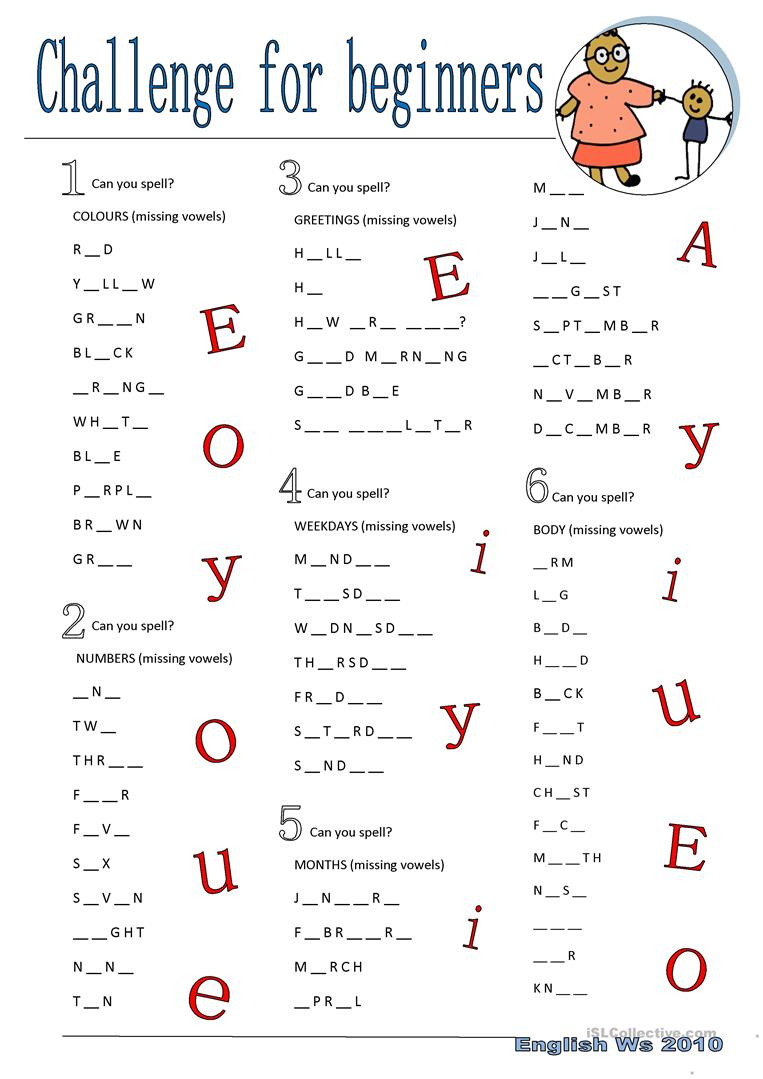 Challenge for beginners
1 Can you spell?
COLOURS (missing vowels)
R __ D
Y __ LL __ W
G R __ __ N
B L __ C K
__ R __ N G __
W H __ T __
B L __ E
P __ R P L __
B R __ W N
G R __ __
E
O
y
2 Can you spell?
NUMBERS (missing vowels)
__ N __
T W __
T H R __ __
F __ __ R
F __ V __
S __ X
S __ V __ N
__ __ G H T
N __ N __
T __ N
O
u
e
3 Can you spell?
GREETINGS (missing vowels)
H __ L L __
H __
H __ W __ R __ __ __ __?
G __ __ D M __ R N __ N G
G __ __ D B __ E
S __ __ __ __ __ L __ T __ R
E
4 Can you spell?
WEEKDAYS (missing vowels)
M __ N D __ __
T __ __ S D __ __
W __ D N __ S D __ __
T H __ R S D __ __
F R __ D __ __
S __ T __ R D __ __
S __ N D __ __
i
y
5 Can you spell?
MONTHS (missing vowels)
J __ N __ __ R __
F __ B R __ __ R __
M __ R C H
__ P R __ L
i
M __ __
J __ N __
J __ L __
__ __ G __ S T
S __ P T __ M B __ R
__ C T __ B __ R
N __ V __ M B __ R
D __ C __ M B __ R
A
y
6 Can you spell?
BODY (missing vowels)
__ R M
L __ G
B __ D __
H __ __ D
B __ C K
F __ __ T
H __ N D
C H __ S T
F __ C __
M __ __ T H
N __ S __
__ __ __
__ __ R
K N __ __
i
u
E
O
iSLCollective.com
English Ws 2010